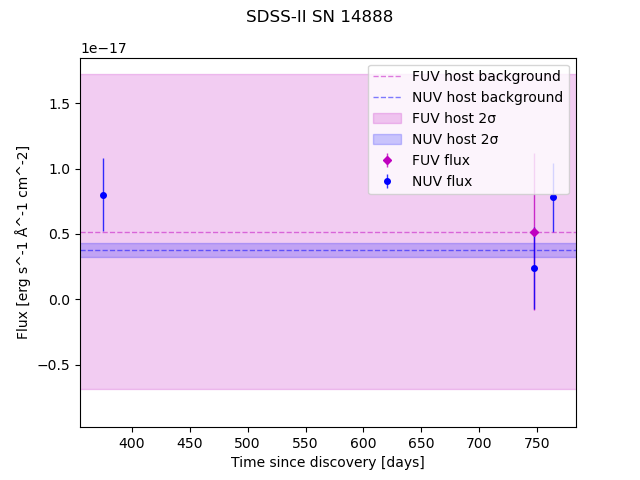 SDSS-II SN 14888
1e−17
FUV host background
NUV host background
FUV host 2σ
NUV host 2σ
FUV flux
NUV flux
1.5
1.0
0.5
0.0
−0.5
Flux [erg s^-1 Å^-1 cm^-2]
400 450 500 550 600 650 700 750
Time since discovery [days]